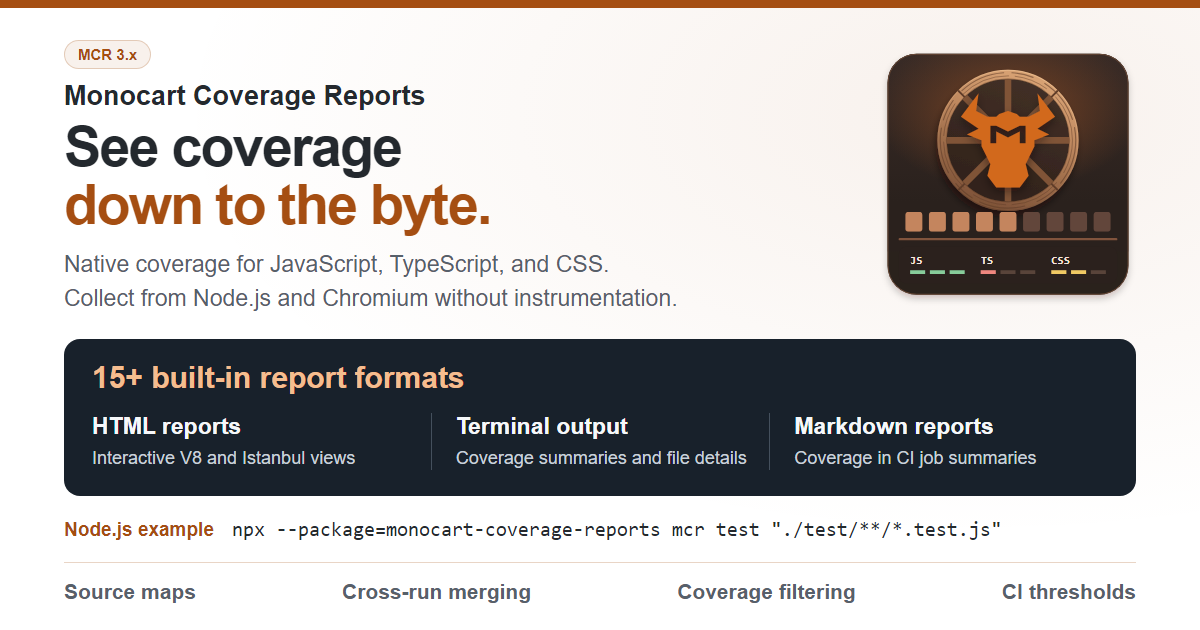 MCR 3.x
Monocart Coverage Reports
See coverage
down to the byte.
Native coverage for JavaScript, TypeScript, and CSS.
Collect from Node.js and Chromium without instrumentation.
M
JS TS CSS
15+ built-in report formats
HTML reports
Interactive V8 and Istanbul views
Terminal output
Coverage summaries and file details
Markdown reports
Coverage in CI job summaries
Node.js example npx --package=monocart-coverage-reports mcr test "./test/**/*.test.js"
Source maps Cross-run merging Coverage filtering CI thresholds